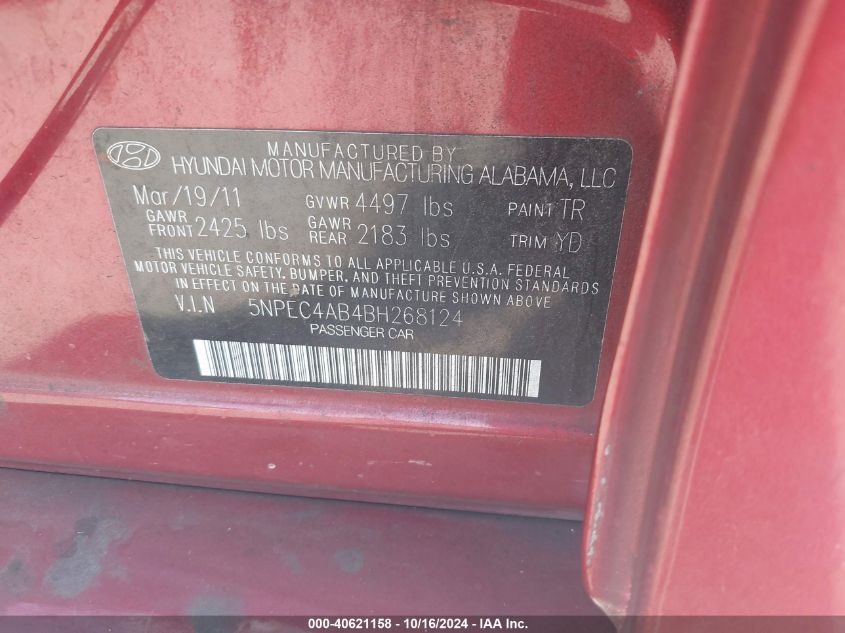 MANUFACTURED BY
HYUNDAI MOTOR MANUFACTURING ALABAMA, LLC
Mar/19/11 GVWR 4497 lbs PAINT TR
GAWR FRONT 2425 lbs GAWR REAR 2183 lbs TRIM YD
THIS VEHICLE CONFORMS TO ALL APPLICABLE U.S.A. FEDERAL
MOTOR VEHICLE SAFETY, BUMPER, AND THEFT PREVENTION STANDARDS
IN EFFECT ON THE DATE OF MANUFACTURE SHOWN ABOVE.
V.I.N 5NPEC4AB4BH268124
PASSENGER CAR
000-40621158 - 10/16/2024 - IAA Inc.